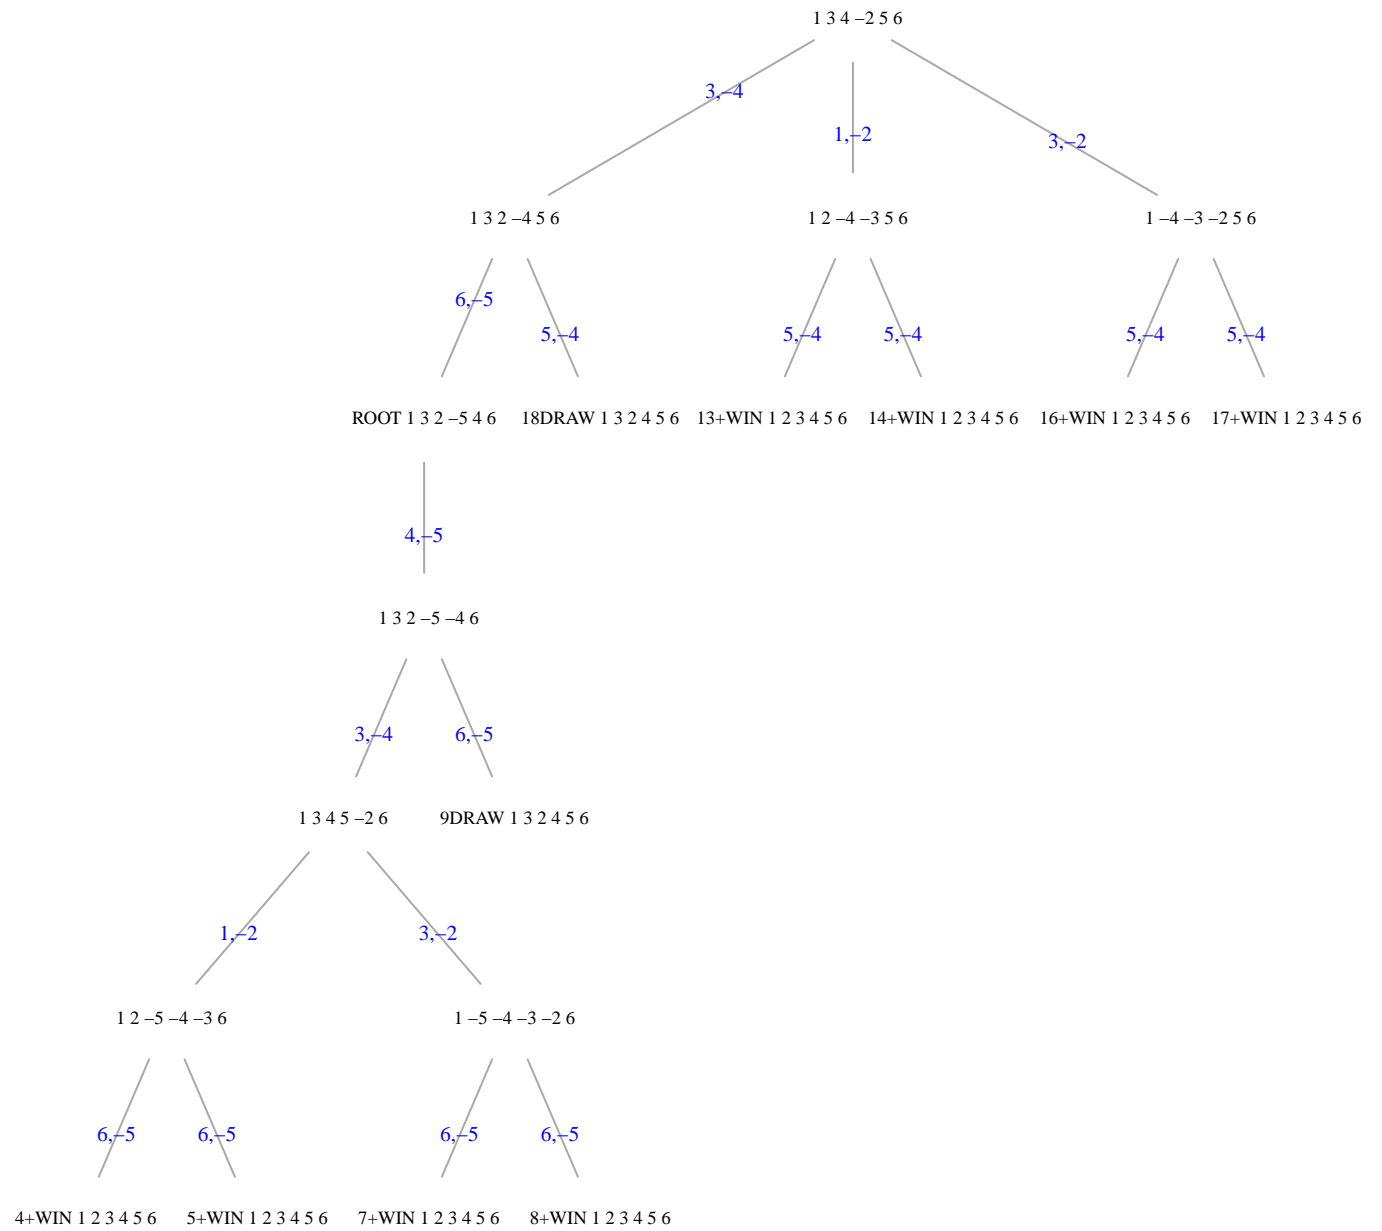 1 3 4 –2 5 6
3,–4
1,–2
3,–2
1 3 2 –4 5 6
1 2 –4 –3 5 6
1 –4 –3 –2 5 6
6,–5
5,–4
5,–4
5,–4
5,–4
5,–4
ROOT 1 3 2 –5 4 6
18DRAW 1 3 2 4 5 6
13+WIN 1 2 3 4 5 6
14+WIN 1 2 3 4 5 6
16+WIN 1 2 3 4 5 6
17+WIN 1 2 3 4 5 6
4,–5
1 3 2 –5 –4 6
3,–4
6,–5
1 3 4 5 –2 6
9DRAW 1 3 2 4 5 6
1,–2
3,–2
1 2 –5 –4 –3 6
1 –5 –4 –3 –2 6
6,–5
6,–5
6,–5
6,–5
4+WIN 1 2 3 4 5 6
5+WIN 1 2 3 4 5 6
7+WIN 1 2 3 4 5 6
8+WIN 1 2 3 4 5 6